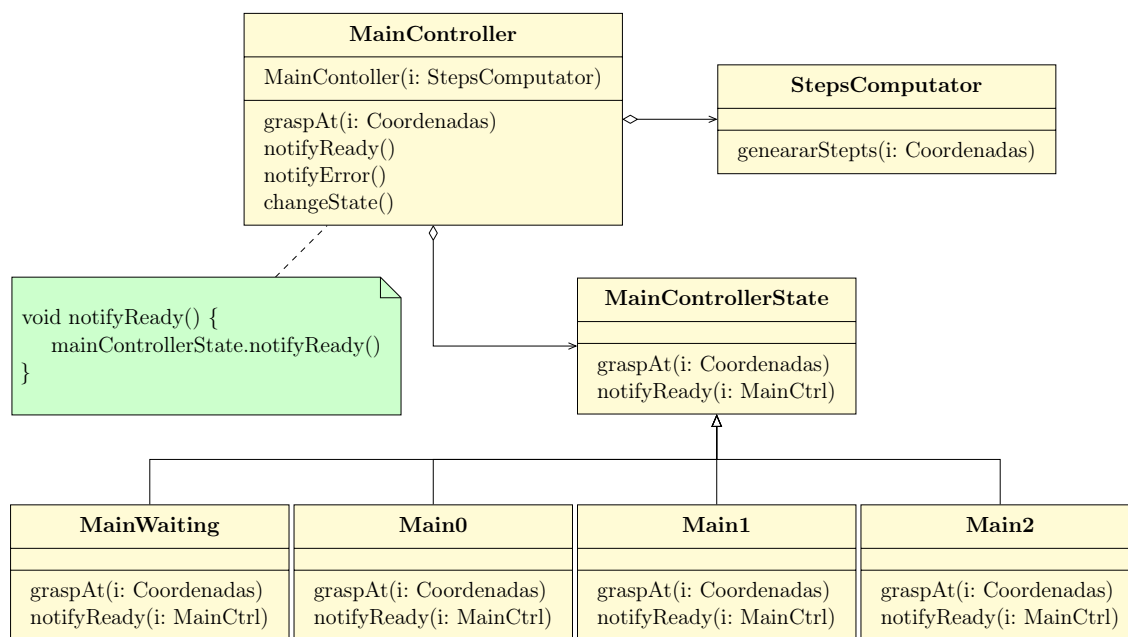 MainController
MainContoller(i: StepsComputator)
graspAt(i: Coordenadas)
notifyReady()
notifyError()
changeState()
StepsComputator
geneararStepts(i: Coordenadas)
void notifyReady() {
mainControllerState.notifyReady()
}
MainControllerState
graspAt(i: Coordenadas)
notifyReady(i: MainCtrl)
MainWaiting
graspAt(i: Coordenadas)
notifyReady(i: MainCtrl)
Main0
graspAt(i: Coordenadas)
notifyReady(i: MainCtrl)
Main1
graspAt(i: Coordenadas)
notifyReady(i: MainCtrl)
Main2
graspAt(i: Coordenadas)
notifyReady(i: MainCtrl)